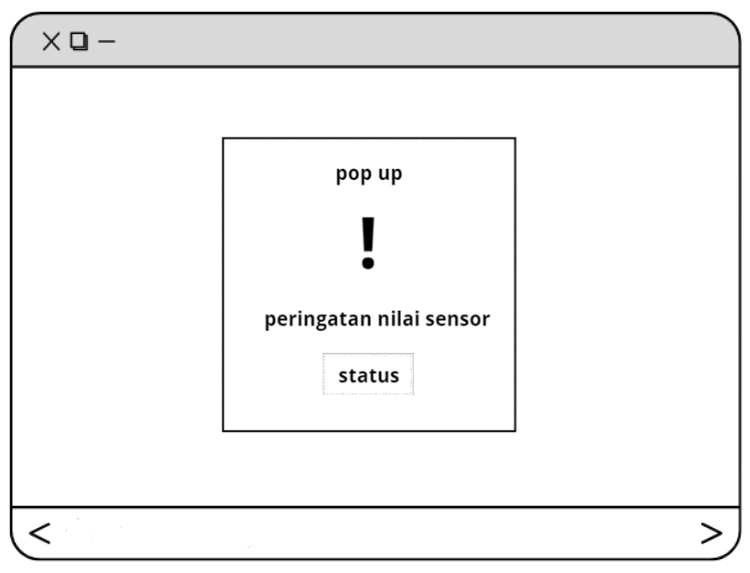 pop up
!
peringatan nilai sensor
status